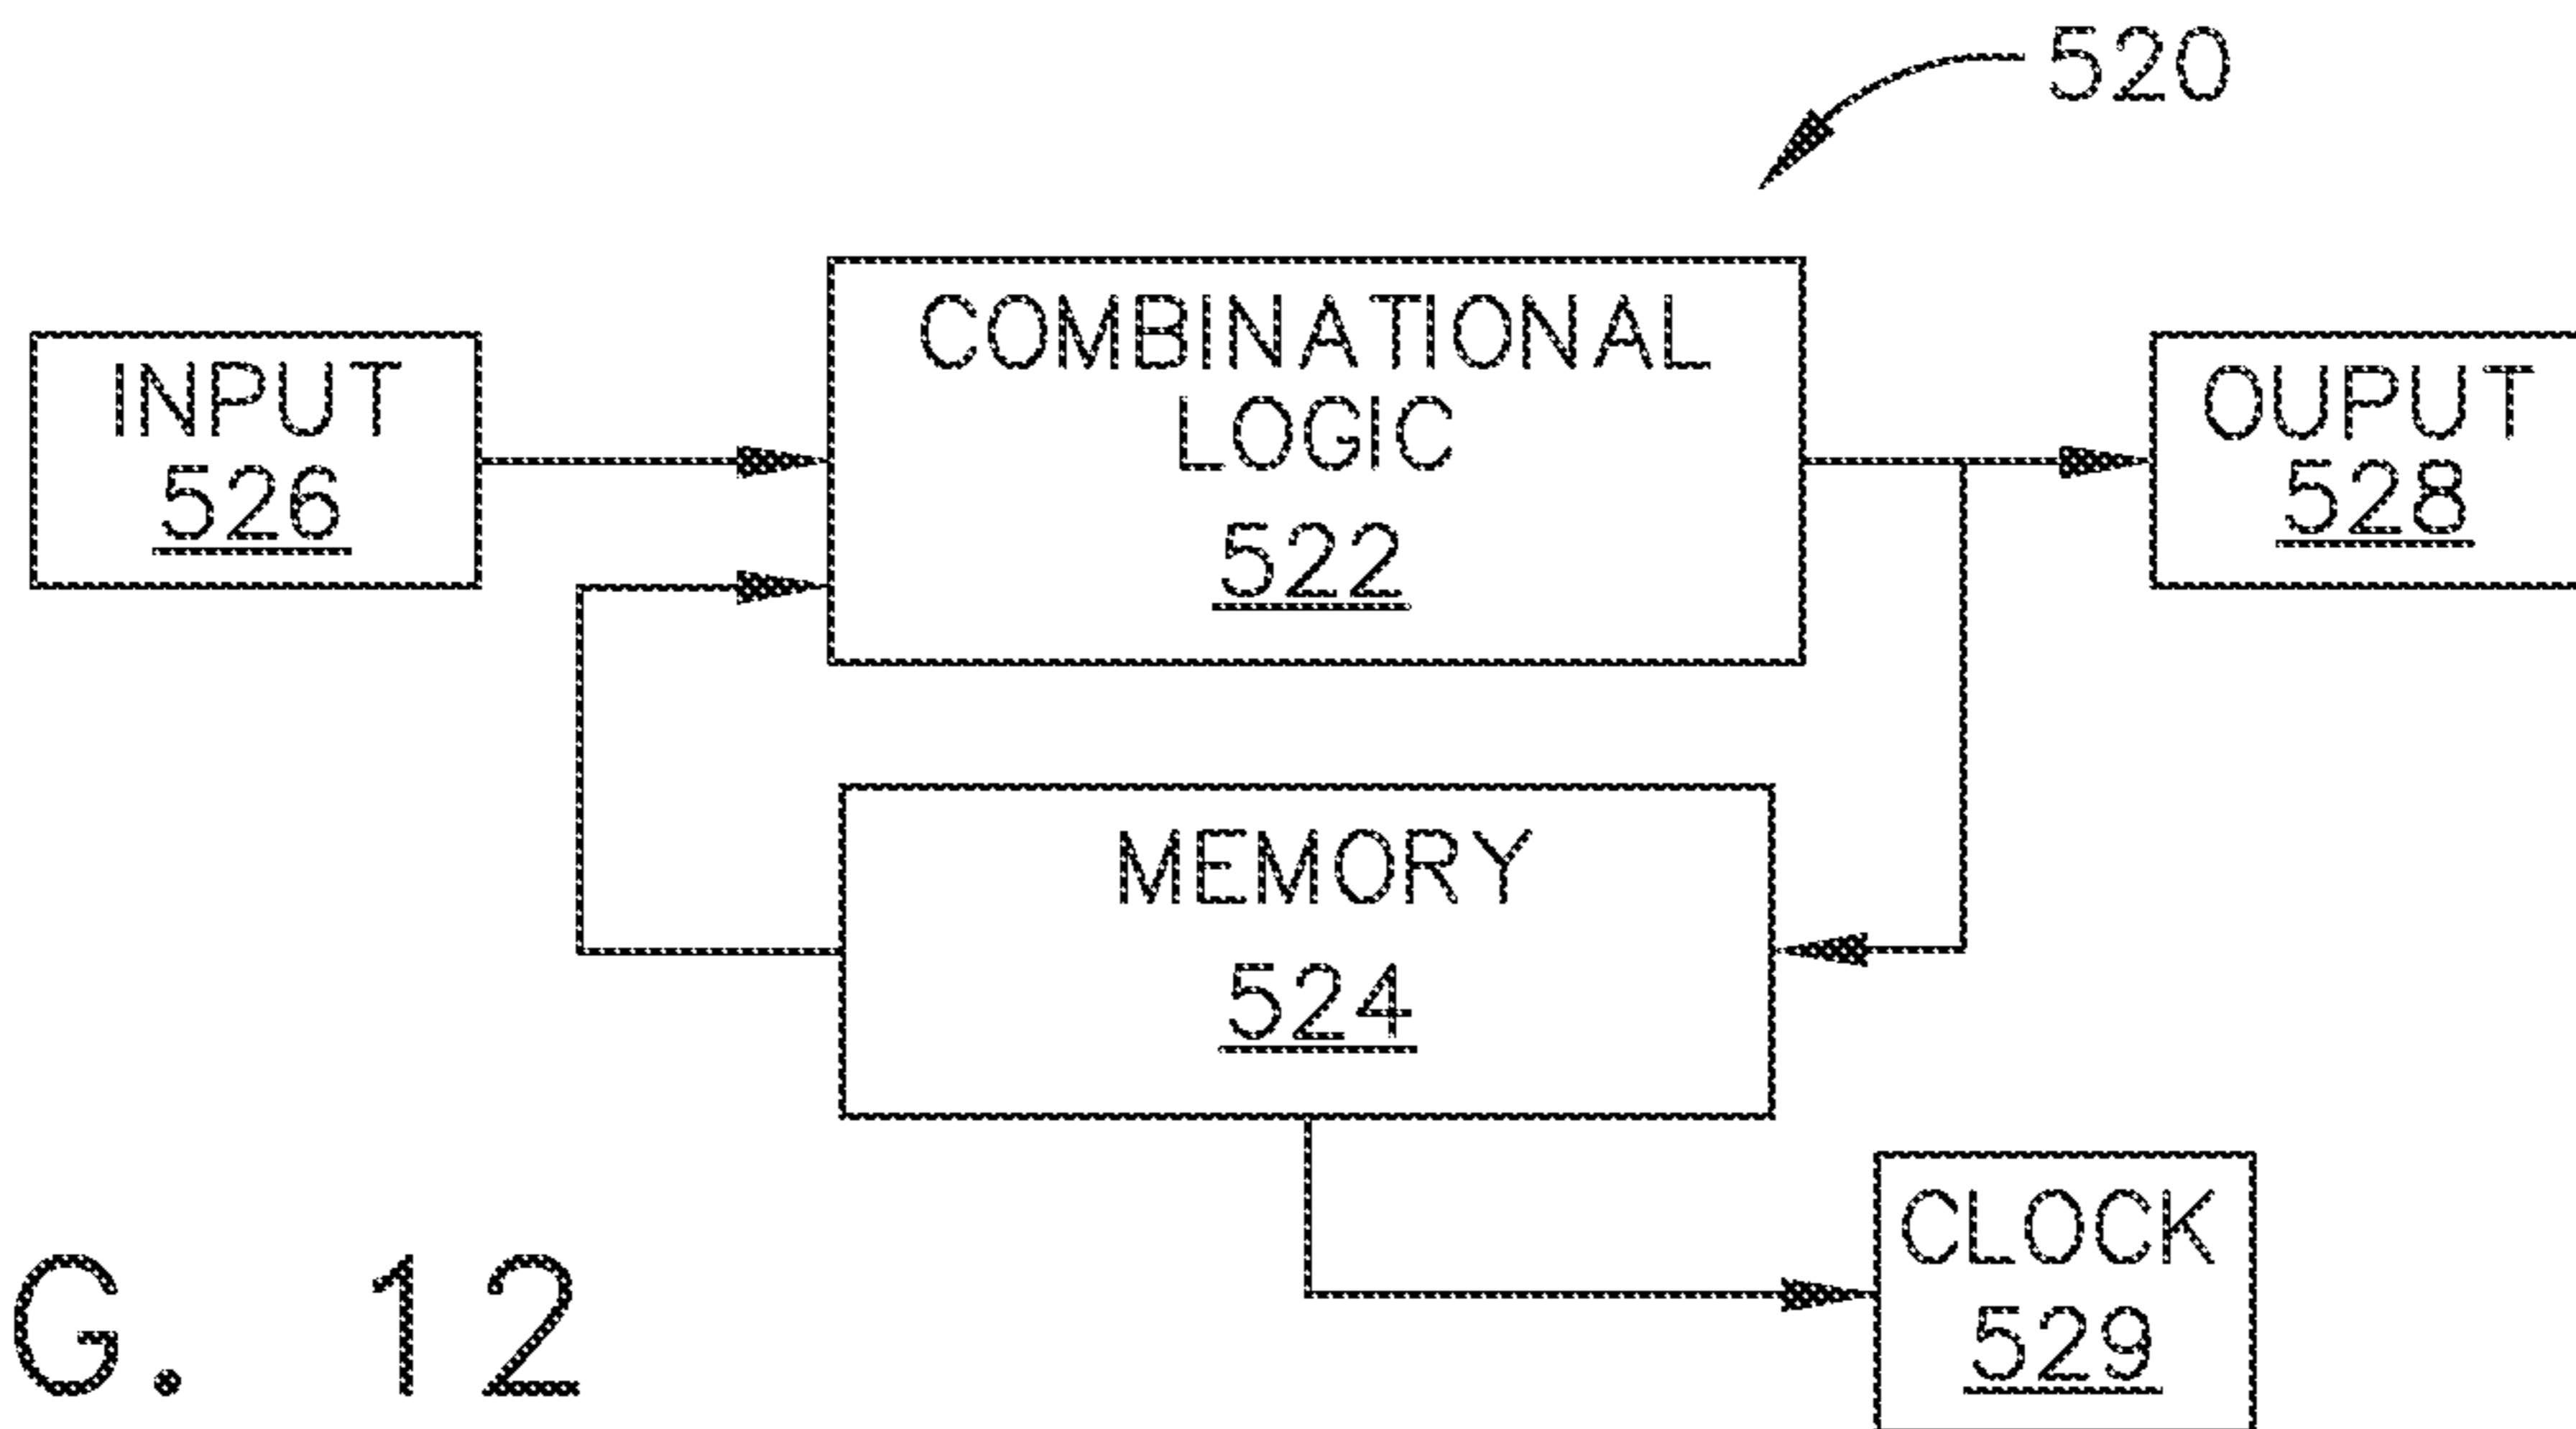 520
COMBINATIONAL
LOGIC
522
INPUT
526
OUPUT
528
MEMORY
524
CLOCK
529
G. 12